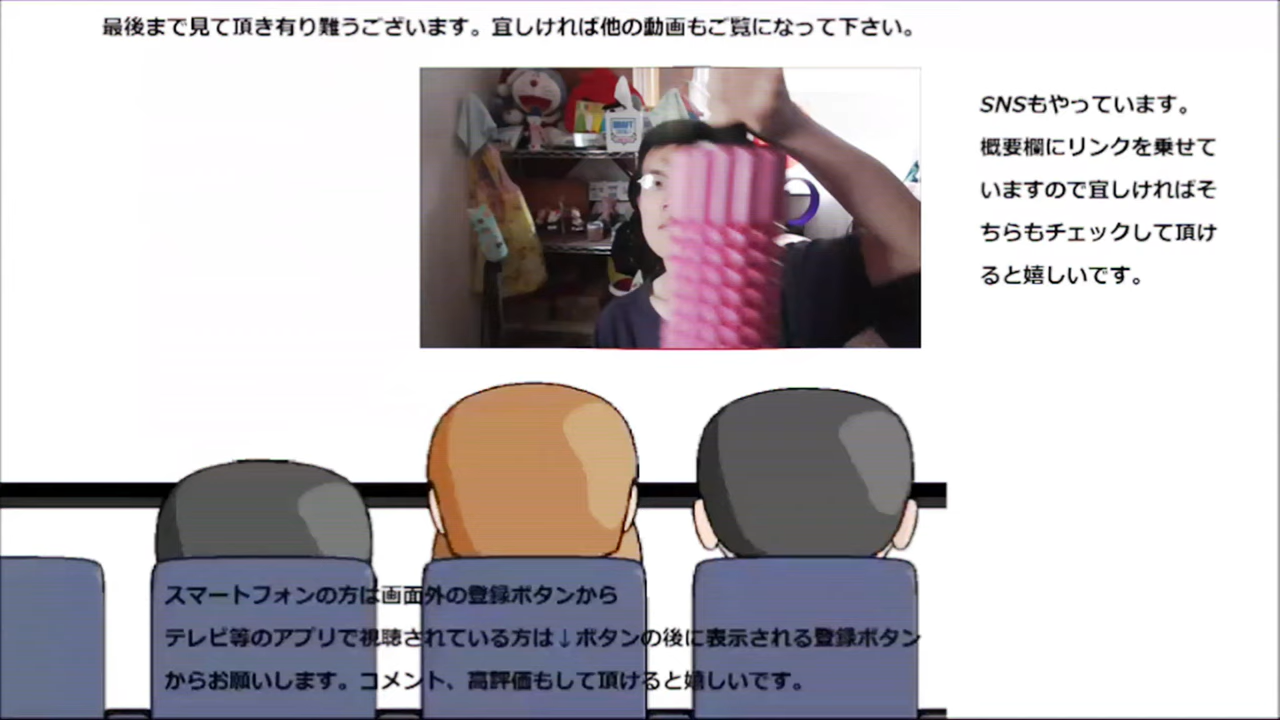 最後まで見て頂き有り難うございます。宜しければ他の動画もご覧になって下さい。
SNSもやっています。
概要欄にリンクを乗せて
いますので宜しければそ
ちらもチェックして頂け
ると嬉しいです。
スマートフォンの方は画面外の登録ボタンから
テレビ等のアプリで視聴されている方は↓ボタンの後に表示される登録ボタン
からお願いします。コメント、高評価もして頂けると嬉しいです。